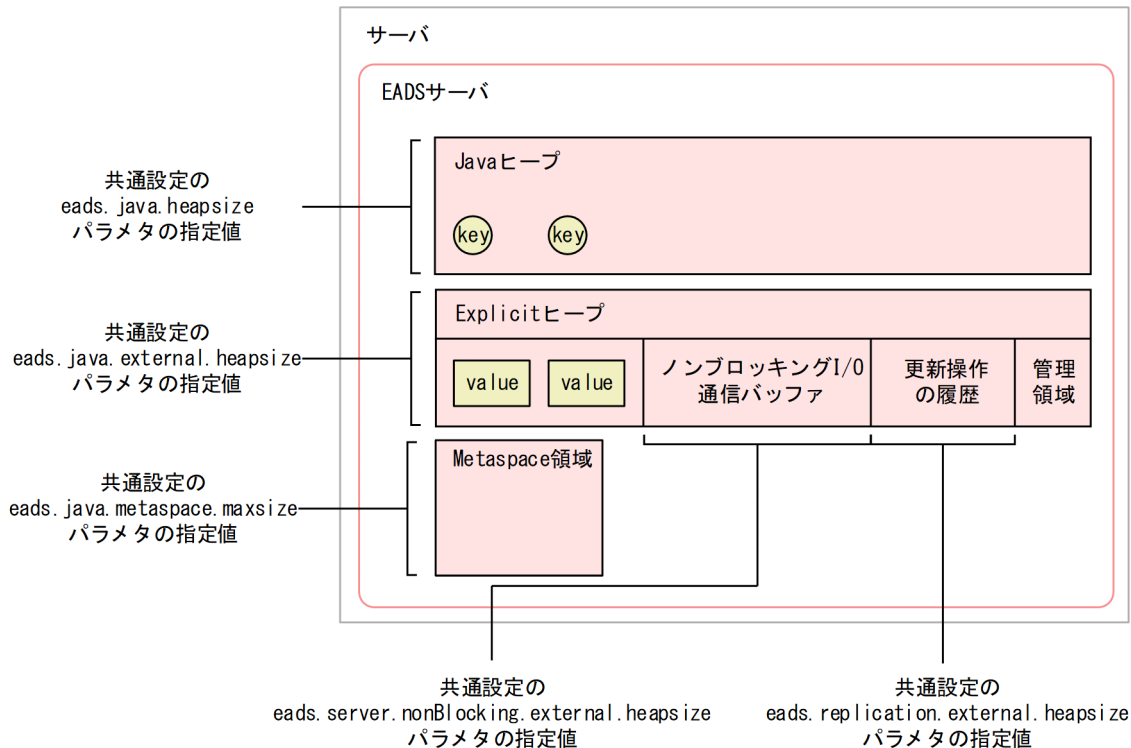 サーバ
EADSサーバ
Javaヒープ
key
key
共通設定の
eads.java.heapsize
パラメタの指定値
Explicitヒープ
value
value
ノンブロッキングI/O
通信バッファ
更新操作
の履歴
管理
領域
共通設定の
eads.java.external.heapsize
パラメタの指定値
Metaspace領域
共通設定の
eads.java.metaspace.maxsize
パラメタの指定値
共通設定の
eads.server.nonBlocking.external.heapsize
パラメタの指定値
共通設定の
eads.replication.external.heapsize
パラメタの指定値